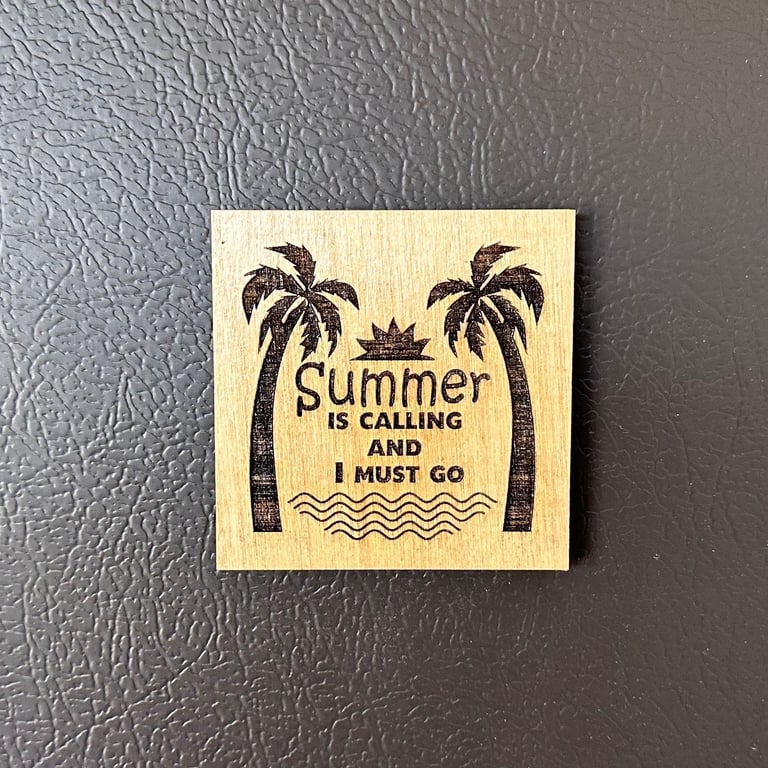 Summer
IS CALLING
AND
I MUST GO